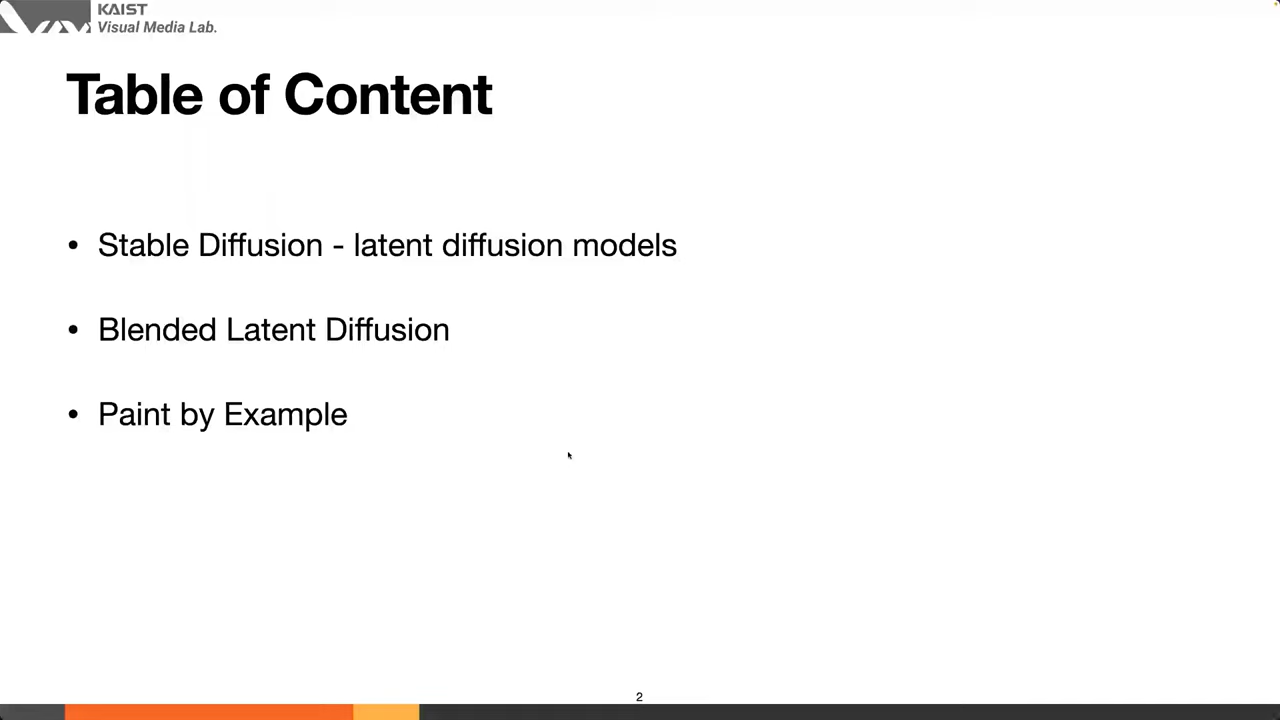 KAIST
Visual Media Lab.
Table of Content
• Stable Diffusion - latent diffusion models
• Blended Latent Diffusion
• Paint by Example
2